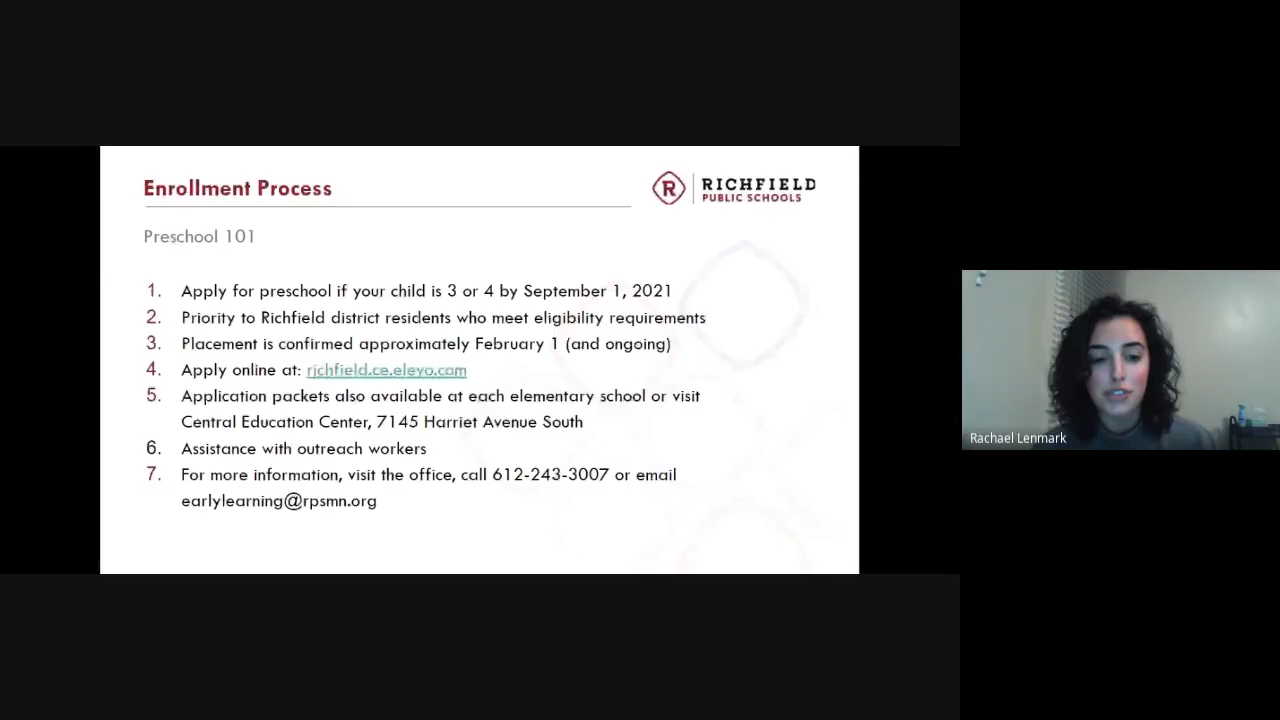 Enrollment Process
R RICHFIELD
PUBLIC SCHOOLS
Preschool 101
1. Apply for preschool if your child is 3 or 4 by September 1, 2021
2. Priority to Richfield district residents who meet eligibility requirements
3. Placement is confirmed approximately February 1 (and ongoing)
4. Apply online at: richfield.ce.eleyo.com
5. Application packets also available at each elementary school or visit
Central Education Center, 7145 Harriet Avenue South
6. Assistance with outreach workers
7. For more information, visit the office, call 612-243-3007 or email
earlylearning@rpsmn.org
Rachael Lenmark